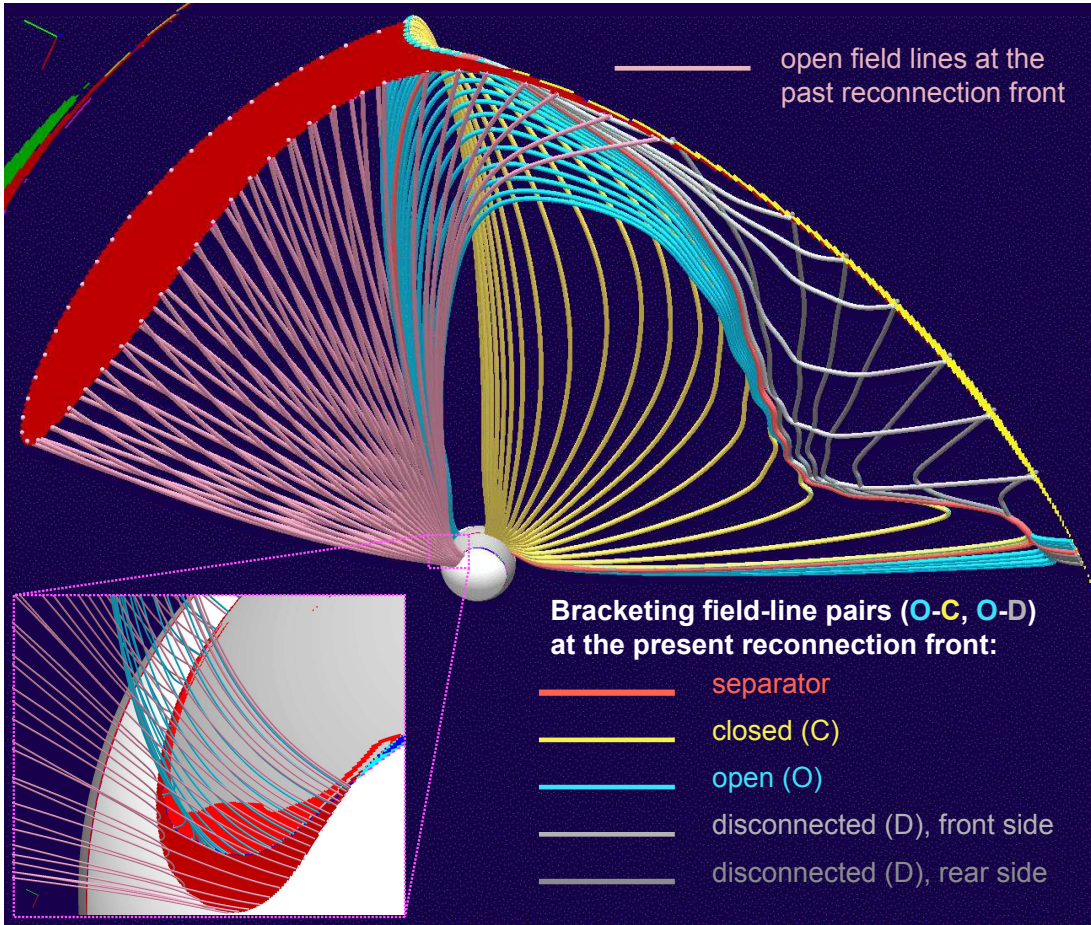 open field lines at the
past reconnection front
Bracketing field-line pairs (O-C, O-D)
at the present reconnection front:
separator
closed (C)
open (O)
disconnected (D), front side
disconnected (D), rear side